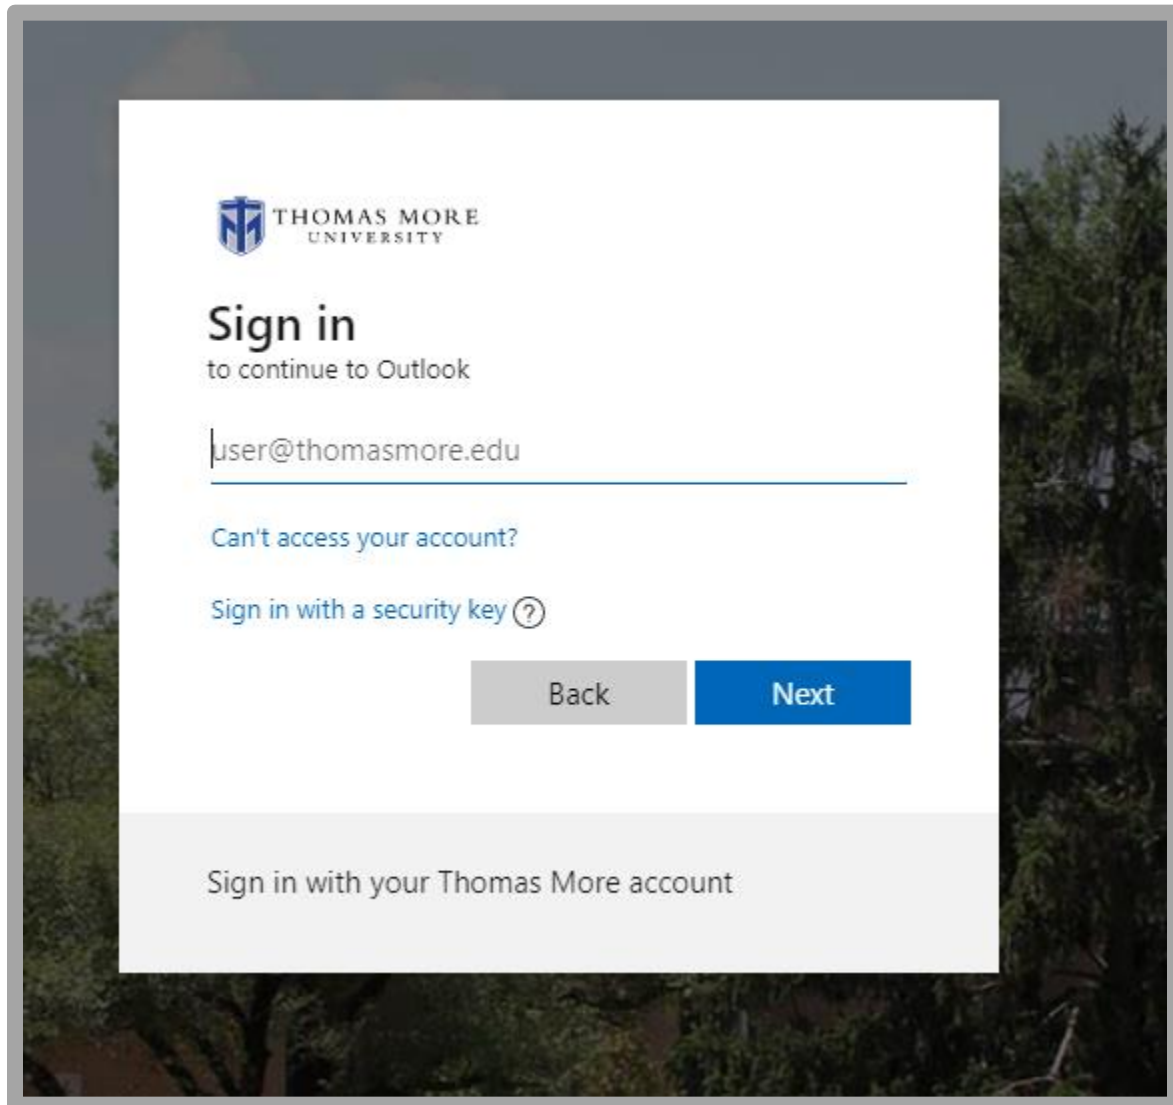 THOMAS MORE
UNIVERSITY
Sign in
to continue to Outlook
user@thomasmore.edu
Can't access your account?
Sign in with a security key
Back Next
Sign in with your Thomas More account